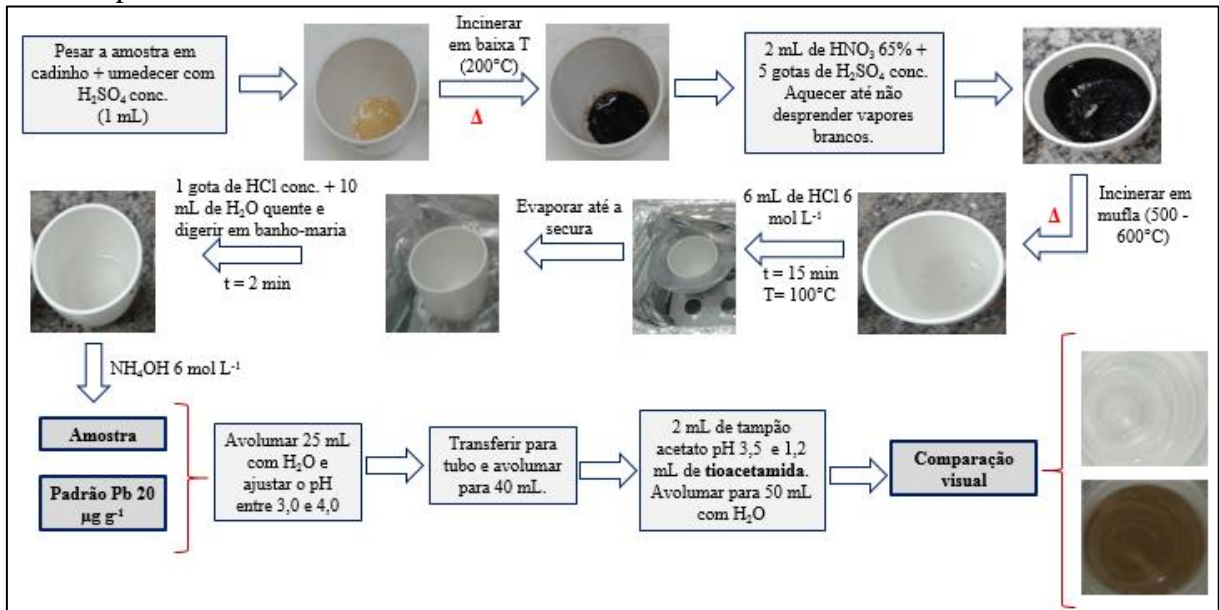 Pesar a amostra em
cadinho + umedecer com
H₂SO₄ conc.
(1 mL)
Incinerar
em baixa T
(200°C)
Δ
2 mL de HNO₃ 65% +
5 gotas de H₂SO₄ conc.
Aquecer até não
desprender vapores
brancos.
Incinerar em
mufla (500 -
600°C)
Δ
6 mL de HCl 6
mol L⁻¹
t = 15 min
T= 100°C
Evaporar até a
secura
1 gota de HCl conc. + 10
mL de H₂O quente e
digerir em banho-maria
t = 2 min
NH₄OH 6 mol L⁻¹
Amostra
Padrão Pb 20
µg g⁻¹
Avolumar 25 mL
com H₂O e
ajustar o pH
entre 3,0 e 4,0
Transferir para
tubo e avolumar
para 40 mL.
2 mL de tampão
acetato pH 3,5 e 1,2
mL de tioacetamida.
Avolumar para 50 mL
com H₂O
Comparação
visual